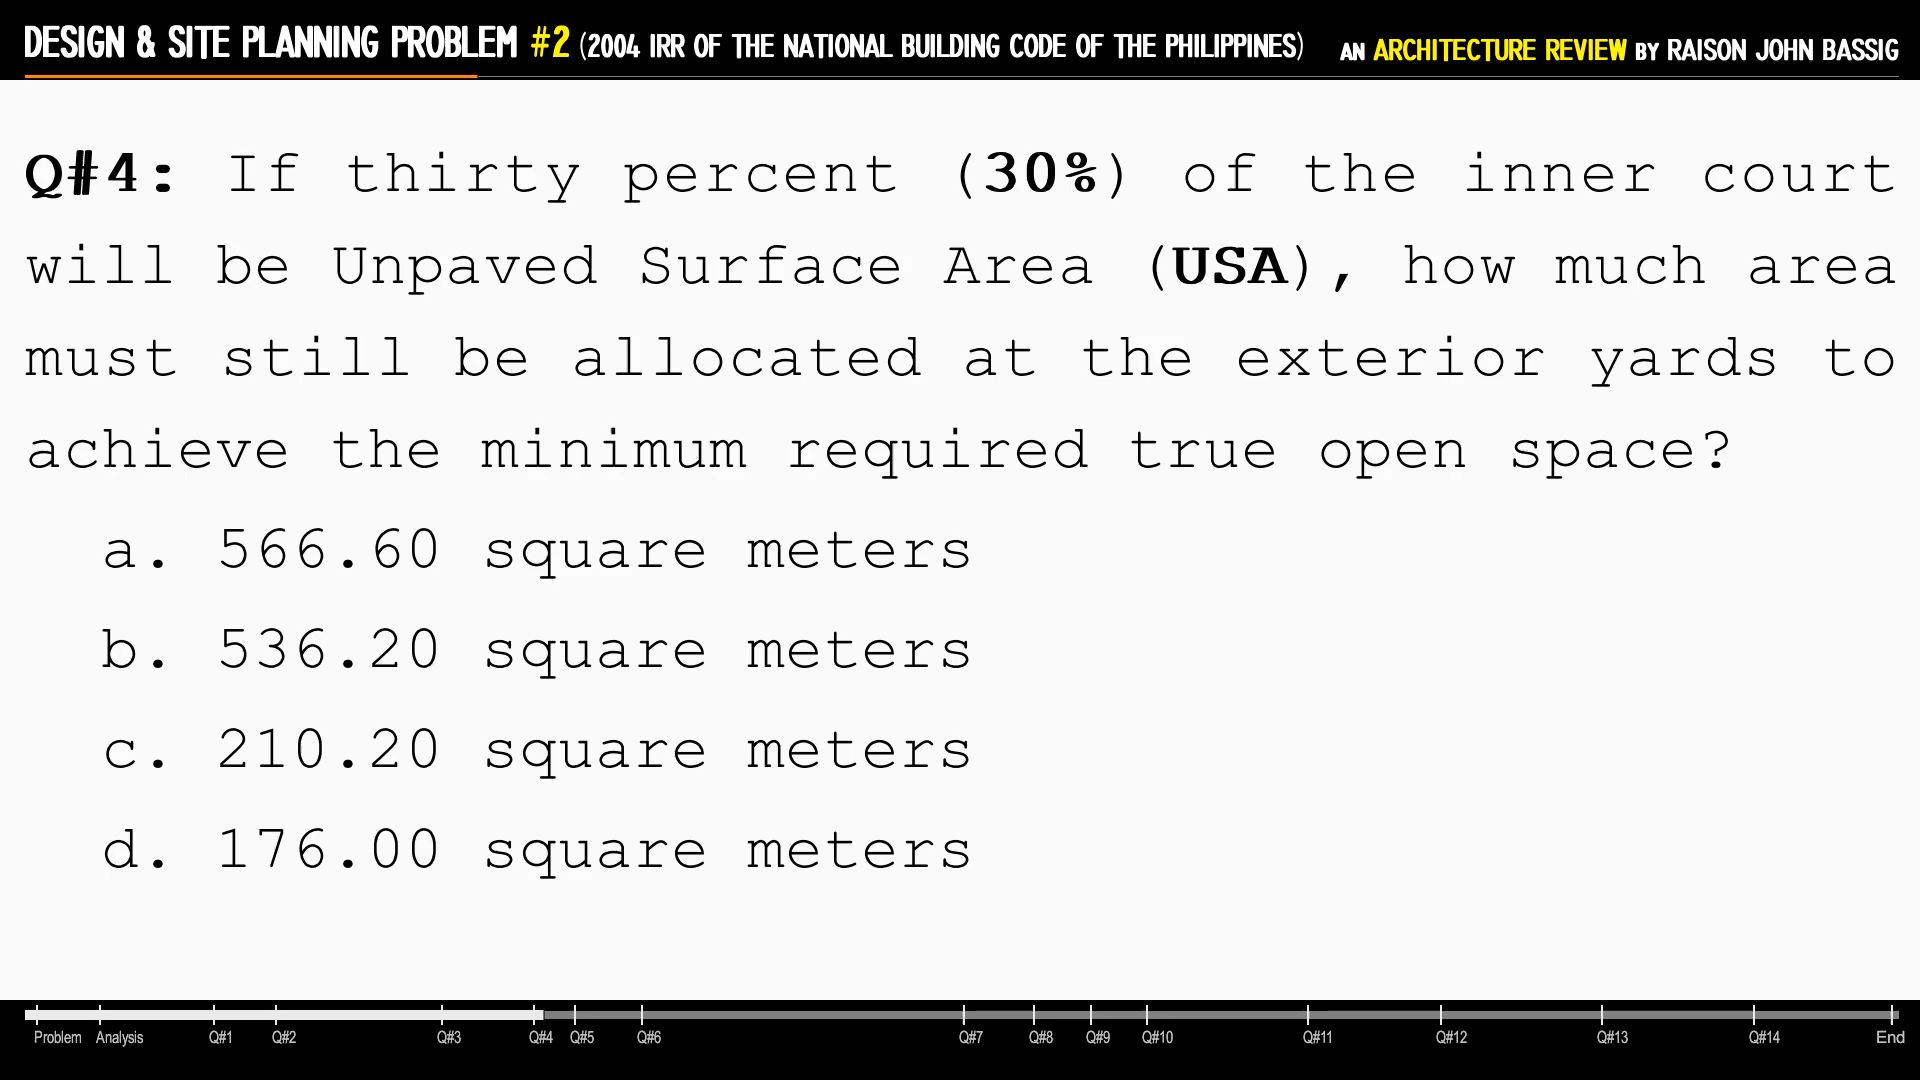 DESIGN & SITE PLANNING PROBLEM #2 (2004 IRR OF THE NATIONAL BUILDING CODE OF THE PHILIPPINES) AN ARCHITECTURE REVIEW BY RAISON JOHN BASSIG
Q#4: If thirty percent (30%) of the inner court
will be Unpaved Surface Area (USA), how much area
must still be allocated at the exterior yards to
achieve the minimum required true open space?
a. 566.60 square meters
b. 536.20 square meters
c. 210.20 square meters
d. 176.00 square meters
Problem Analysis Q#1 Q#2 Q#3 Q#4 Q#5 Q#6 Q#7 Q#8 Q#9 Q#10 Q#11 Q#12 Q#13 Q#14 End